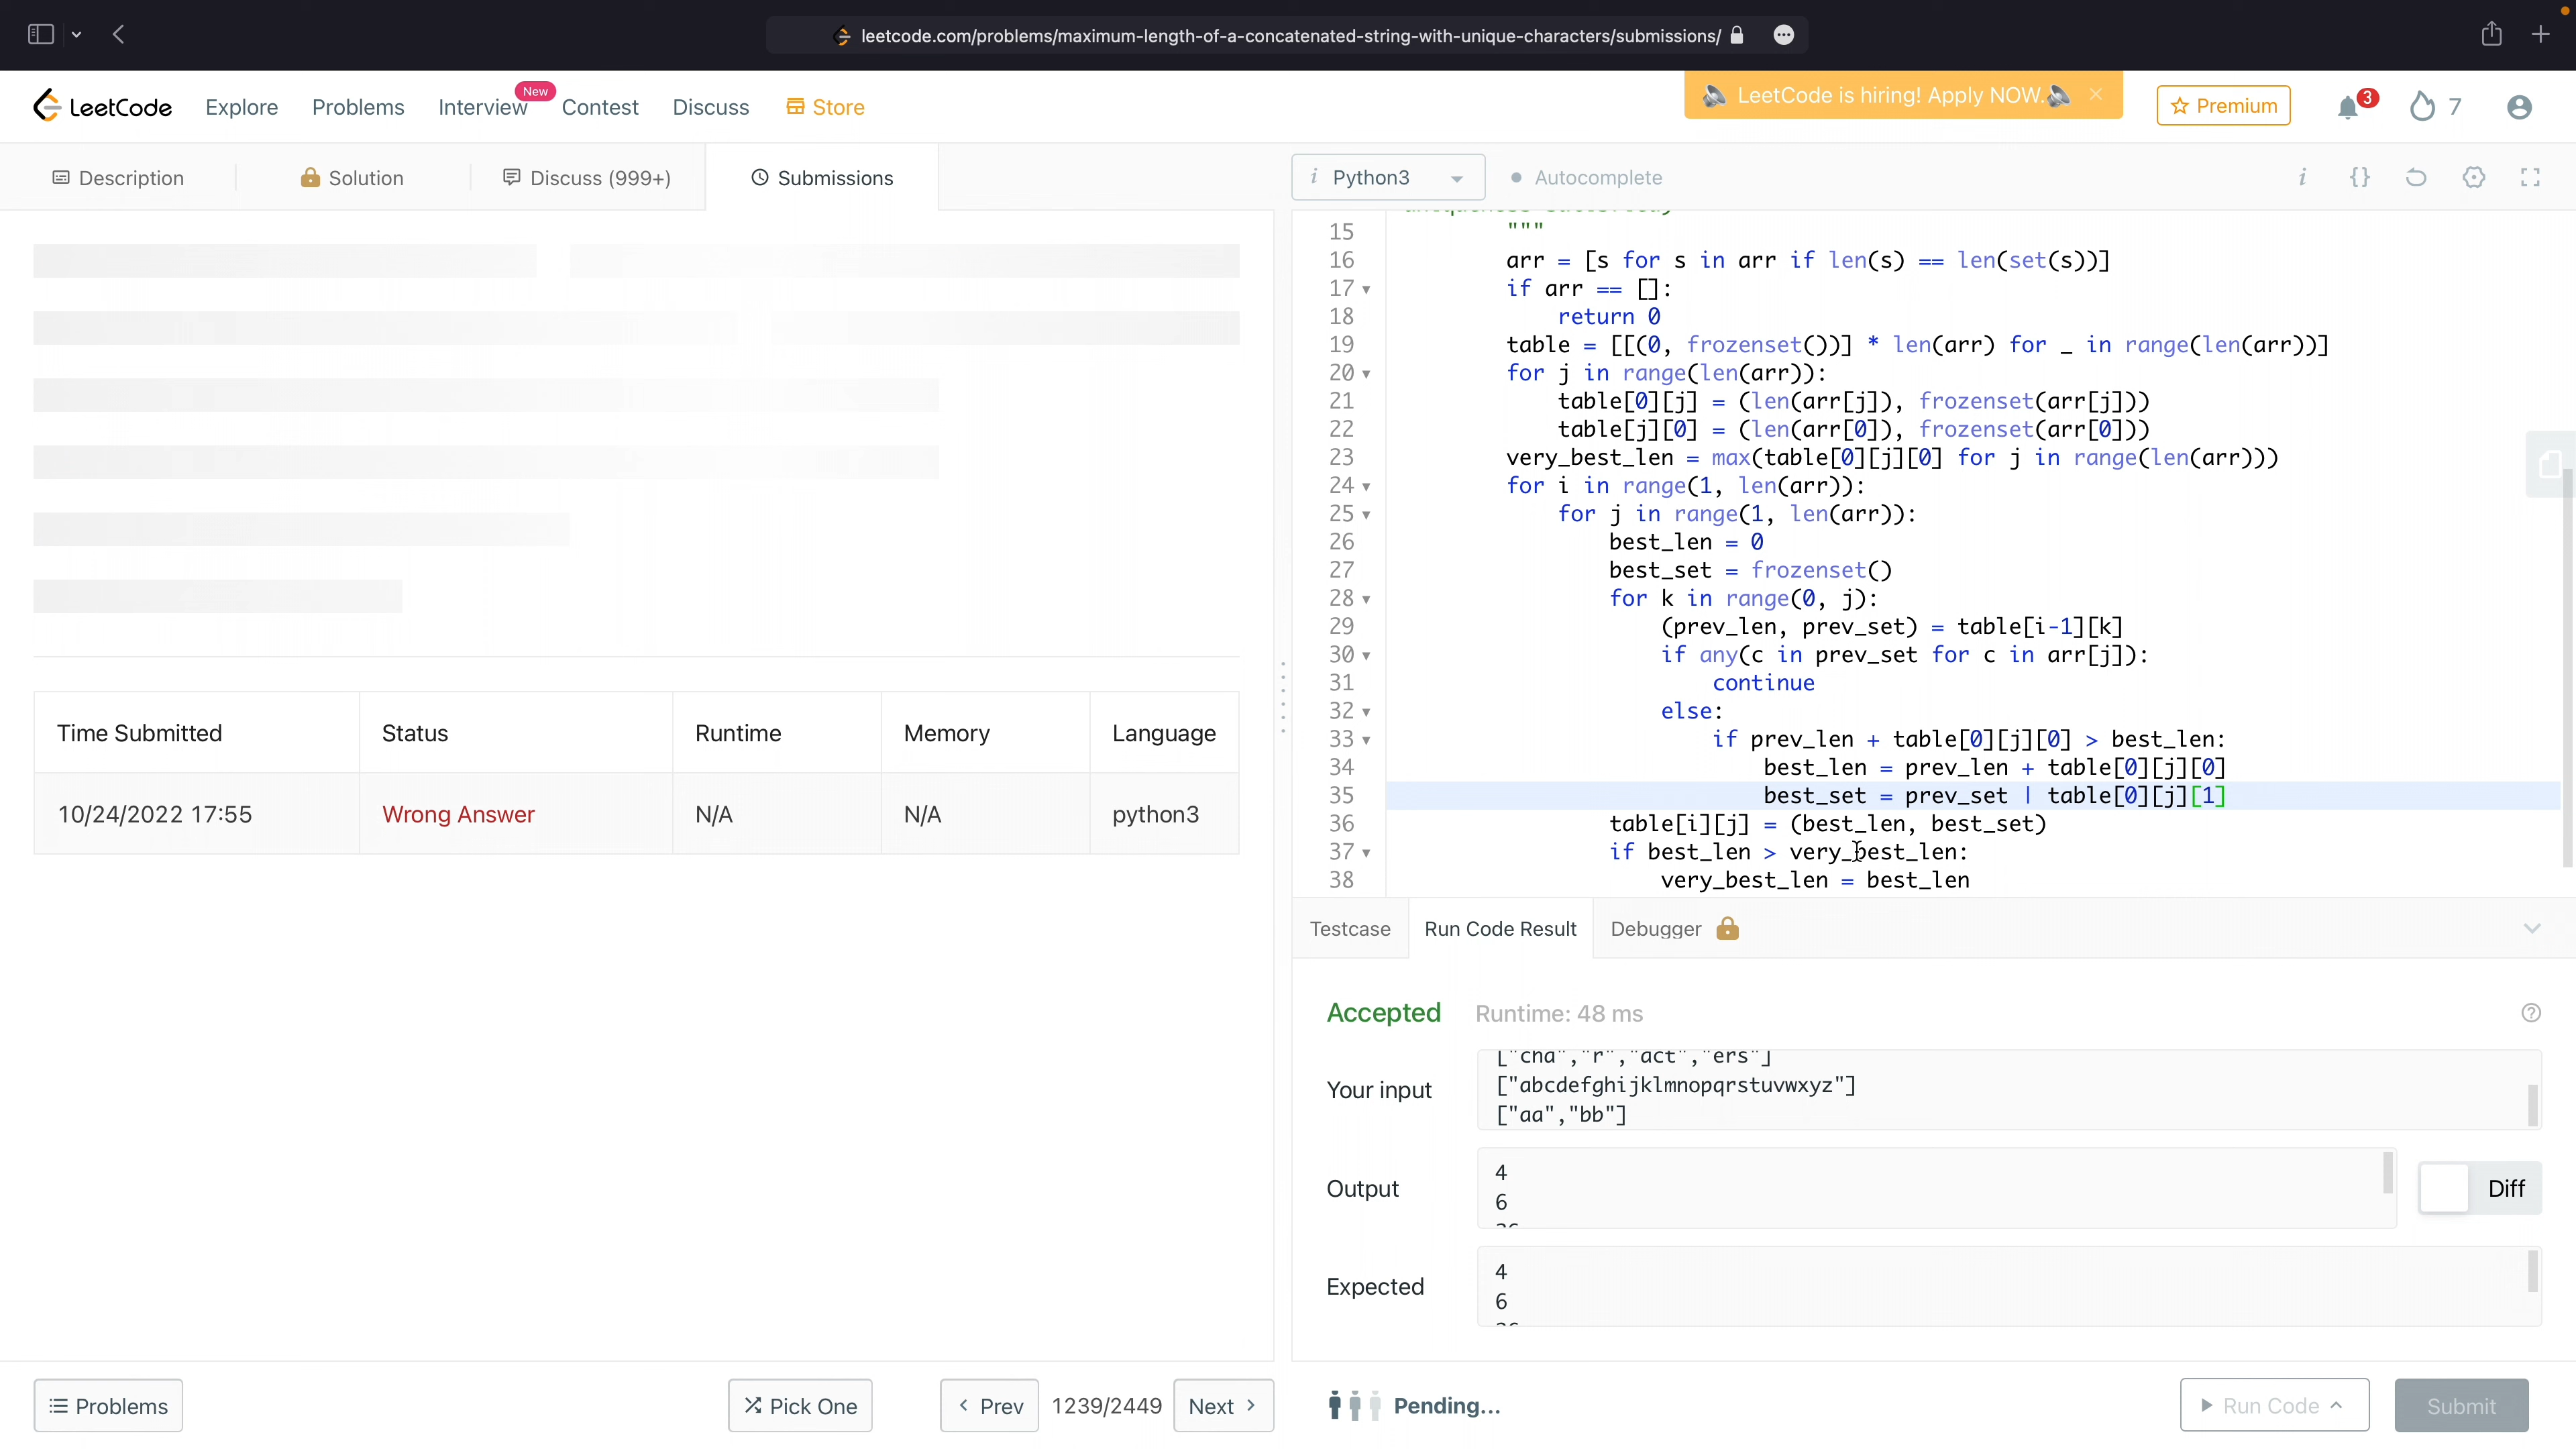 leetcode.com/problems/maximum-length-of-a-concatenated-string-with-unique-characters/submissions/
LeetCode
Explore
Problems
Interview
New
Contest
Discuss
Store
LeetCode is hiring! Apply NOW.
Premium
3
7
Description
Solution
Discuss (999+)
Submissions
i Python3
Autocomplete
i
{}
15 """
16 arr = [s for s in arr if len(s) == len(set(s))]
17 if arr == []:
18 return 0
19 table = [[(0, frozenset())] * len(arr) for _ in range(len(arr))]
20 for j in range(len(arr)):
21 table[0][j] = (len(arr[j]), frozenset(arr[j]))
22 table[j][0] = (len(arr[0]), frozenset(arr[0]))
23 very_best_len = max(table[0][j][0] for j in range(len(arr)))
24 for i in range(1, len(arr)):
25 for j in range(1, len(arr)):
26 best_len = 0
27 best_set = frozenset()
28 for k in range(0, j):
29 (prev_len, prev_set) = table[i-1][k]
30 if any(c in prev_set for c in arr[j]):
31 continue
32 else:
33 if prev_len + table[0][j][0] > best_len:
34 best_len = prev_len + table[0][j][0]
35 best_set = prev_set | table[0][j][1]
36 table[i][j] = (best_len, best_set)
37 if best_len > very_best_len:
38 very_best_len = best_len
Time Submitted Status Runtime Memory Language
10/24/2022 17:55 Wrong Answer N/A N/A python3
Testcase
Run Code Result
Debugger
Accepted Runtime: 48 ms
Your input
["cha","r","act","ers"]
["abcdefghijklmnopqrstuvwxyz"]
["aa","bb"]
Output
4
6
Diff
Expected
4
6
Problems
Pick One
Prev
1239/2449
Next
Pending...
Run Code
Submit